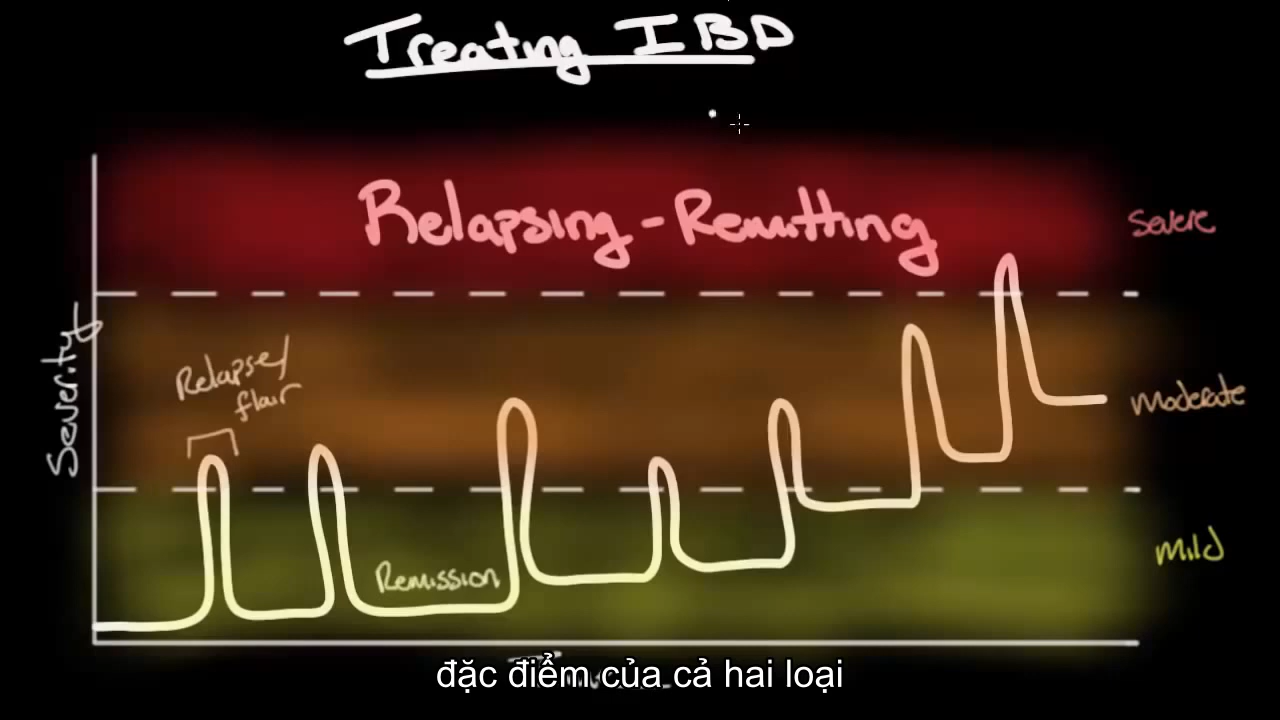 Treating IBD
Relapsing-Remitting
Severe
Severity
Relapse/
flair
Moderate
Mild
Remission
đặc điểm của cả hai loại